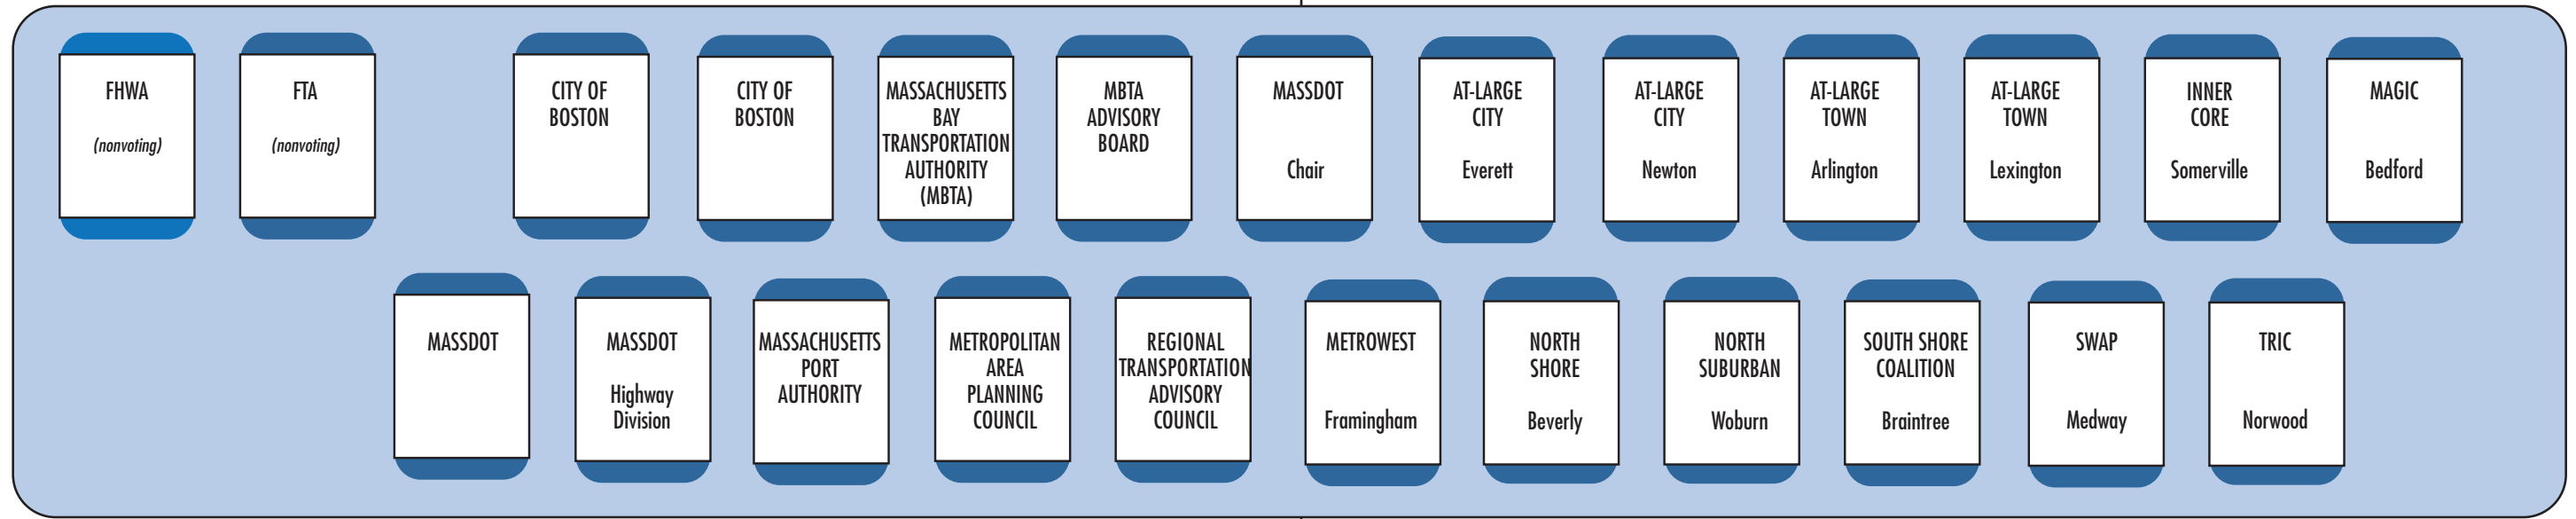 FHWA
(nonvoting)
FTA
(nonvoting)
CITY OF
BOSTON
CITY OF
BOSTON
MASSACHUSETTS
BAY
TRANSPORTATION
AUTHORITY
(MBTA)
MBTA
ADVISORY
BOARD
MASSDOT
Chair
AT-LARGE
CITY
Everett
AT-LARGE
CITY
Newton
AT-LARGE
TOWN
Arlington
AT-LARGE
TOWN
Lexington
INNER
CORE
Somerville
MAGIC
Bedford
MASSDOT
MASSDOT
Highway
Division
MASSACHUSETTS
PORT
AUTHORITY
METROPOLITAN
AREA
PLANNING
COUNCIL
REGIONAL
TRANSPORTATION
ADVISORY
COUNCIL
METROWEST
Framingham
NORTH
SHORE
Beverly
NORTH
SUBURBAN
Woburn
SOUTH SHORE
COALITION
Braintree
SWAP
Medway
TRIC
Norwood